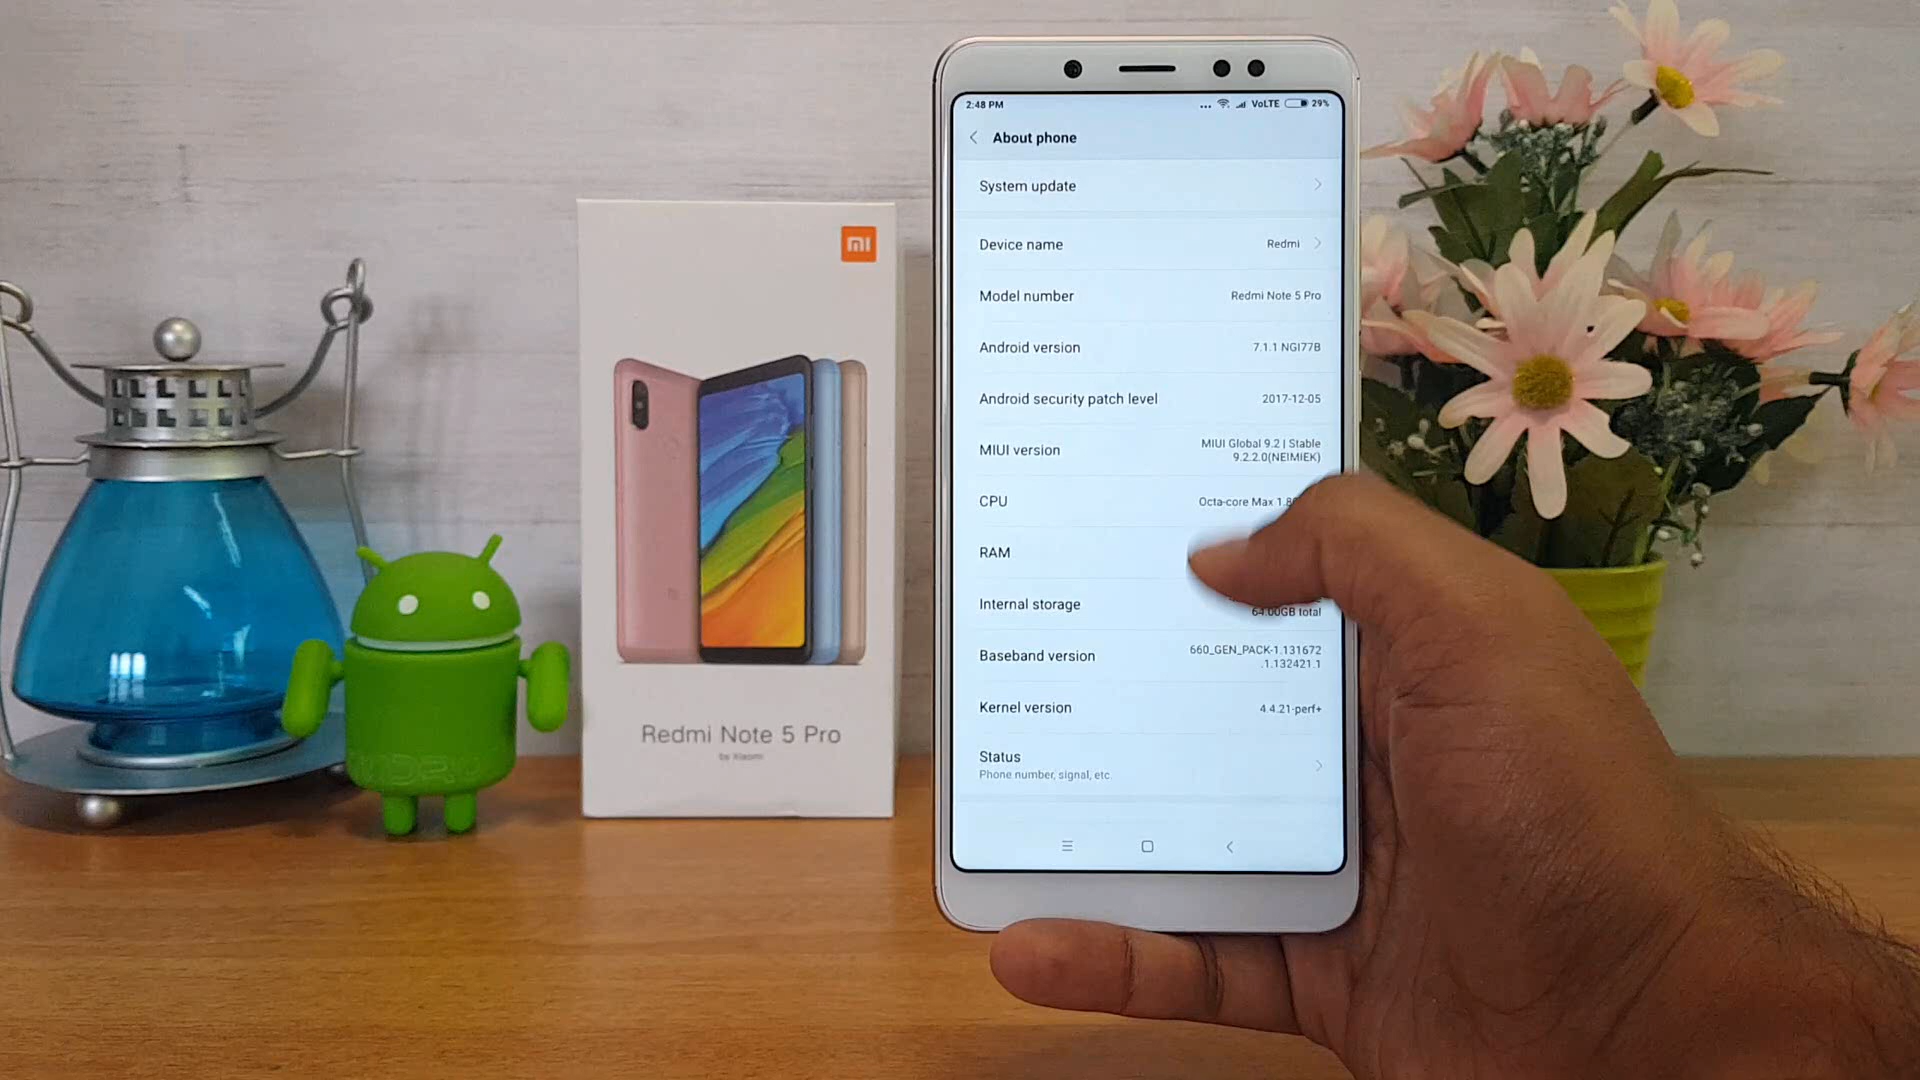 mi
Redmi Note 5 Pro
by Xiaomi
2:48 PM ... VoLTE 29%
About phone
System update
Device name Redmi
Model number Redmi Note 5 Pro
Android version 7.1.1 NGI77B
Android security patch level 2017-12-05
MIUI version MIUI Global 9.2 | Stable
9.2.2.0(NEIMIEK)
CPU Octa-core Max
RAM
Internal storage 64.00GB total
Baseband version 660_GEN_PACK-1.131672
.1.132421.1
Kernel version 4.4.21-perf+
Status
Phone number, signal, etc.